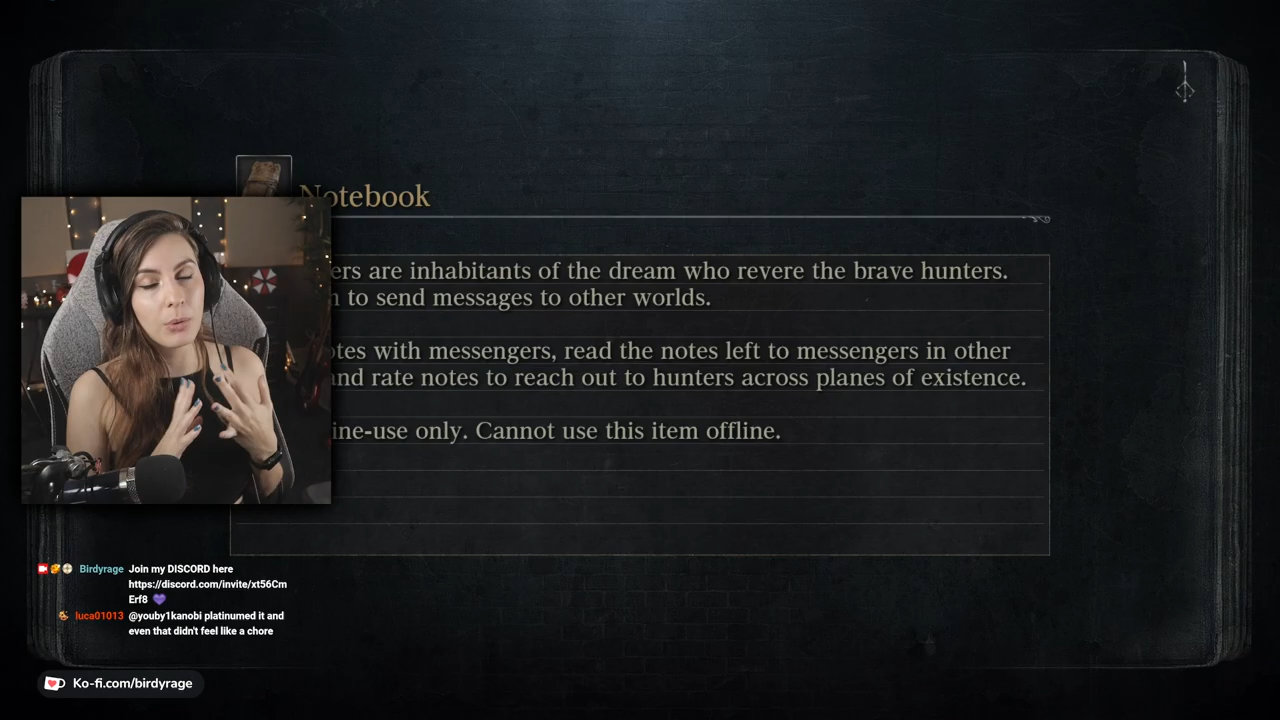 Notebook
ers are inhabitants of the dream who revere the brave hunters.
to send messages to other worlds.
otes with messengers, read the notes left to messengers in other
and rate notes to reach out to hunters across planes of existence.
ine-use only. Cannot use this item offline.
Birdyrage Join my DISCORD here
https://discord.com/invite/xt56Cm
Erf8 💜
luca01013 @youby1kanobi platinumed it and
even that didn't feel like a chore
Ko-fi.com/birdyrage